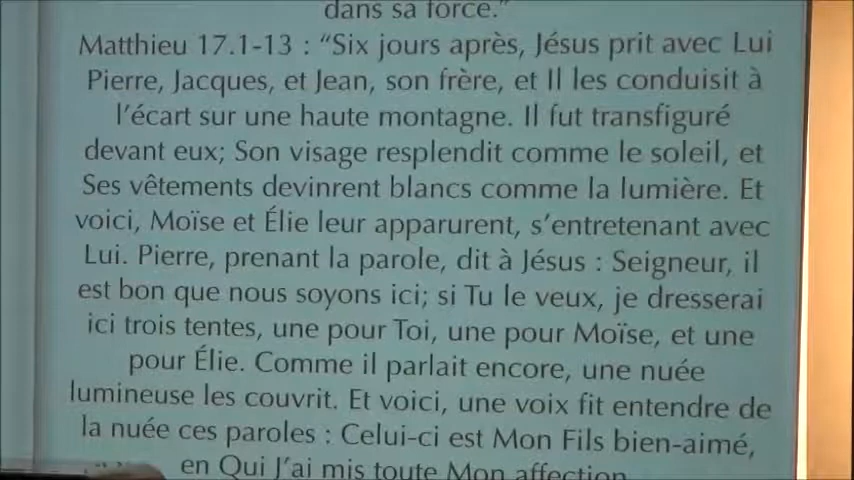 dans sa force."
Matthieu 17.1-13 : "Six jours après, Jésus prit avec Lui
Pierre, Jacques, et Jean, son frère, et Il les conduisit à
l'écart sur une haute montagne. Il fut transfiguré
devant eux; Son visage resplendit comme le soleil, et
Ses vêtements devinrent blancs comme la lumière. Et
voici, Moïse et Élie leur apparurent, s'entretenant avec
Lui. Pierre, prenant la parole, dit à Jésus : Seigneur, il
est bon que nous soyons ici; si Tu le veux, je dresserai
ici trois tentes, une pour Toi, une pour Moïse, et une
pour Élie. Comme il parlait encore, une nuée
lumineuse les couvrit. Et voici, une voix fit entendre de
la nuée ces paroles : Celui-ci est Mon Fils bien-aimé,
en Qui J'ai mis toute Mon affection